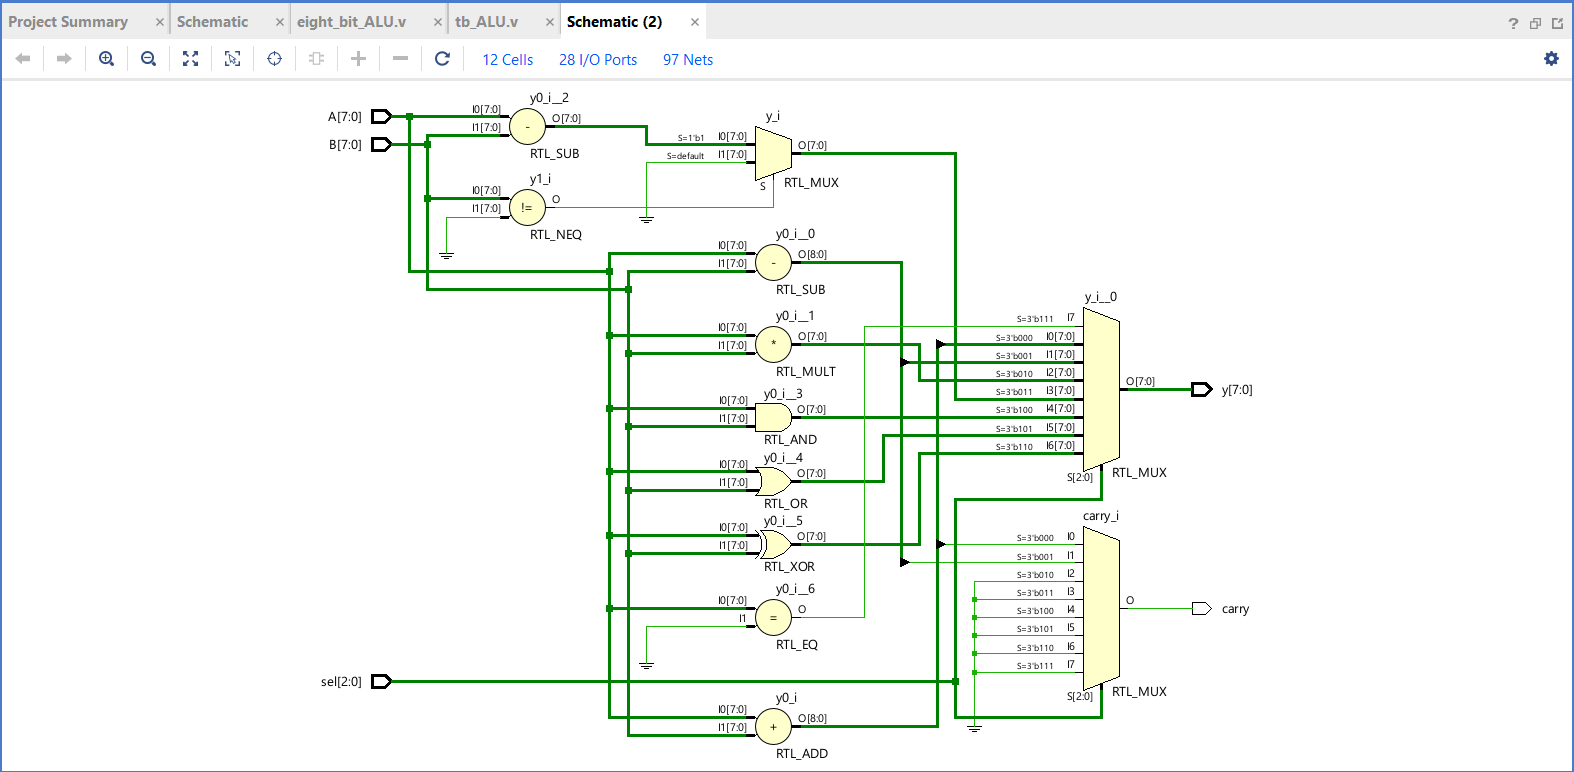 Project Summary × Schematic × eight_bit_ALU.v × tb_ALU.v × Schematic (2) × ?
12 Cells 28 I/O Ports 97 Nets
A[7:0]
B[7:0]
y0_i__2
I0[7:0]
I1[7:0]
-
O[7:0]
RTL_SUB
y1_i
I0[7:0]
I1[7:0]
!=
O
RTL_NEQ
y_i
S=1'b1 I0[7:0]
S=default I1[7:0]
S
O[7:0]
RTL_MUX
y0_i__0
I0[7:0]
I1[7:0]
-
O[8:0]
RTL_SUB
y0_i__1
I0[7:0]
I1[7:0]
*
O[7:0]
RTL_MULT
y0_i__3
I0[7:0]
I1[7:0]
O[7:0]
RTL_AND
y0_i__4
I0[7:0]
I1[7:0]
O[7:0]
RTL_OR
y0_i__5
I0[7:0]
I1[7:0]
O[7:0]
RTL_XOR
y0_i__6
I0[7:0]
I1
=
O
RTL_EQ
sel[2:0]
y0_i
I0[7:0]
I1[7:0]
+
O[8:0]
RTL_ADD
y_i__0
S=3'b111 I7
S=3'b000 I0[7:0]
S=3'b001 I1[7:0]
S=3'b010 I2[7:0]
S=3'b011 I3[7:0]
S=3'b100 I4[7:0]
S=3'b101 I5[7:0]
S=3'b110 I6[7:0]
S[2:0]
O[7:0]
RTL_MUX
y[7:0]
carry_i
S=3'b000 I0
S=3'b001 I1
S=3'b010 I2
S=3'b011 I3
S=3'b100 I4
S=3'b101 I5
S=3'b110 I6
S=3'b111 I7
S[2:0]
O
RTL_MUX
carry